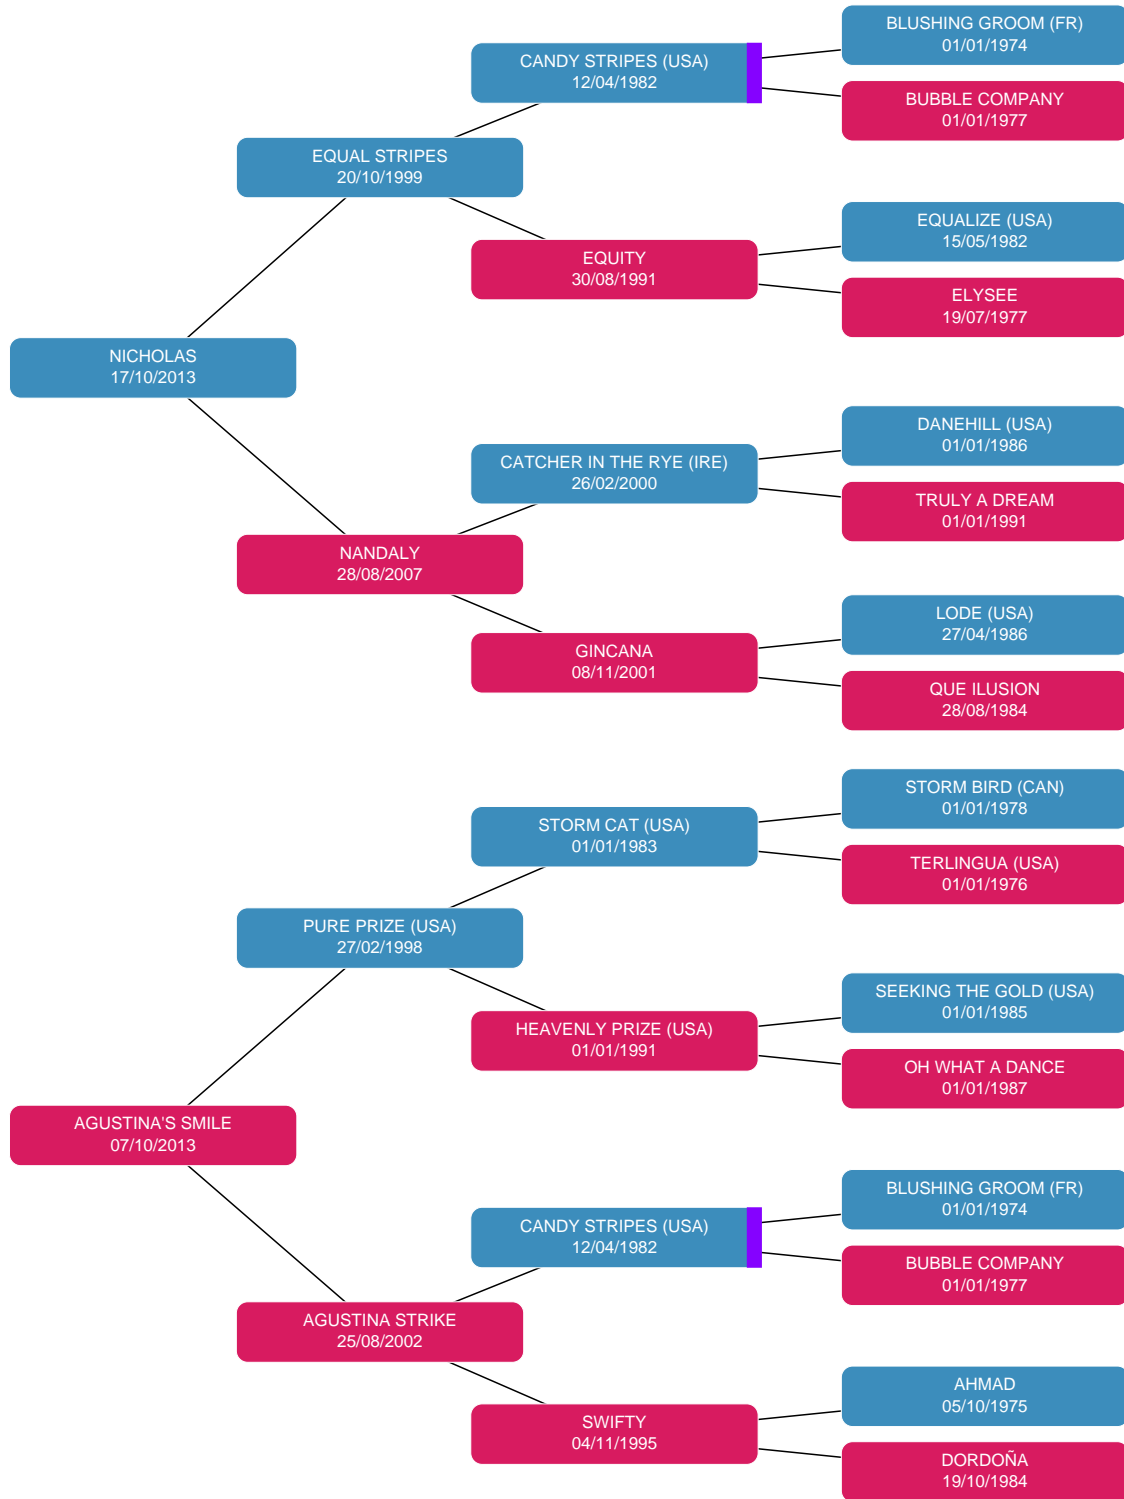 BLUSHING GROOM (FR)
01/01/1974
CANDY STRIPES (USA)
12/04/1982
BUBBLE COMPANY
01/01/1977
EQUAL STRIPES
20/10/1999
EQUALIZE (USA)
15/05/1982
EQUITY
30/08/1991
ELYSEE
19/07/1977
NICHOLAS
17/10/2013
DANEHILL (USA)
01/01/1986
CATCHER IN THE RYE (IRE)
26/02/2000
TRULY A DREAM
01/01/1991
NANDALY
28/08/2007
LODE (USA)
27/04/1986
GINCANA
08/11/2001
QUE ILUSION
28/08/1984
STORM BIRD (CAN)
01/01/1978
STORM CAT (USA)
01/01/1983
TERLINGUA (USA)
01/01/1976
PURE PRIZE (USA)
27/02/1998
SEEKING THE GOLD (USA)
01/01/1985
HEAVENLY PRIZE (USA)
01/01/1991
OH WHAT A DANCE
01/01/1987
AGUSTINA'S SMILE
07/10/2013
BLUSHING GROOM (FR)
01/01/1974
CANDY STRIPES (USA)
12/04/1982
BUBBLE COMPANY
01/01/1977
AGUSTINA STRIKE
25/08/2002
AHMAD
05/10/1975
SWIFTY
04/11/1995
DORDOÑA
19/10/1984